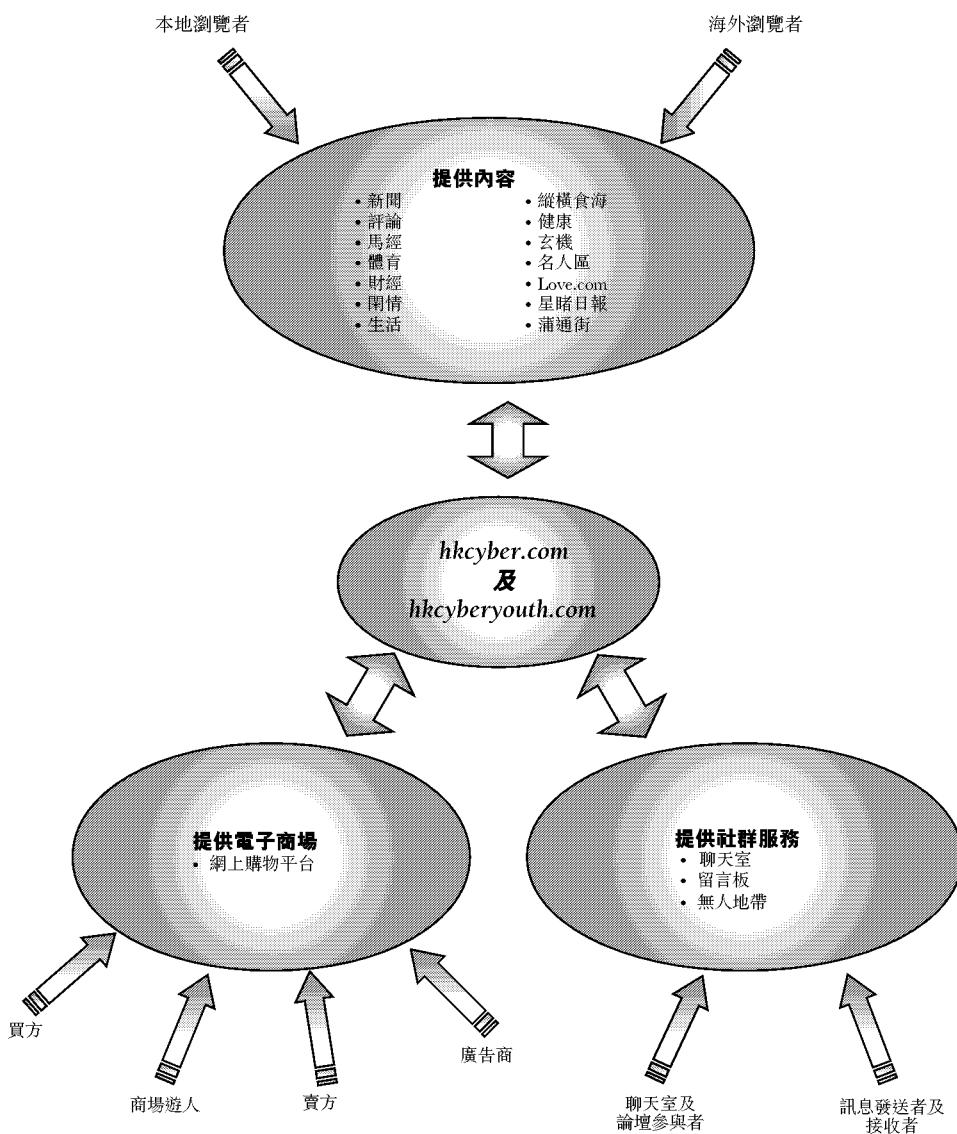 本地瀏覽者
海外瀏覽者
提供內容
• 新聞
• 評論
• 馬經
• 體育
• 財經
• 閑情
• 生活
• 縱橫食海
• 健康
• 玄機
• 名人區
• Love.com
• 星睹日報
• 蒲通街
hkcyber.com
及
hkcyberyouth.com
提供電子商場
• 網上購物平台
提供社群服務
• 聊天室
• 留言板
• 無人地帶
買方
商場遊人
賣方
廣告商
聊天室及
論壇參與者
訊息發送者及
接收者